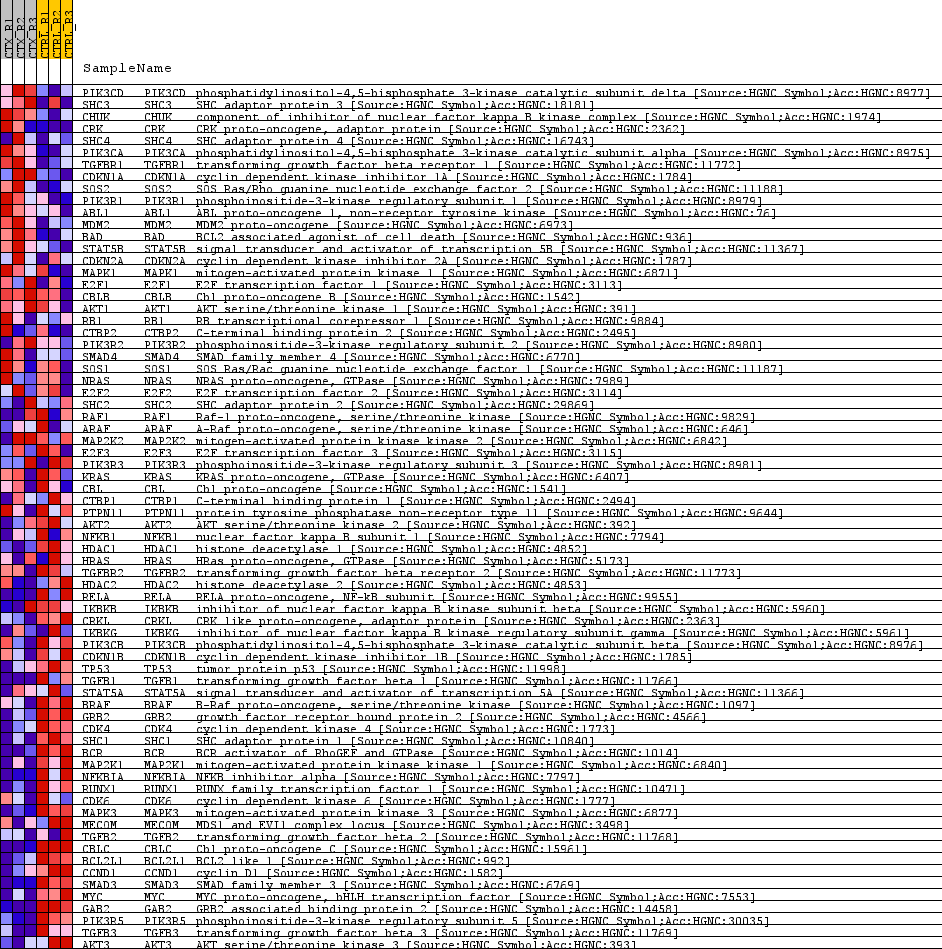 CTX_R1
CTX_R2
CTX_R3
CTRL_R1
CTRL_R2
CTRL_R3
SampleName
PIK3CD PIK3CD phosphatidylinositol-4,5-bisphosphate 3-kinase catalytic subunit delta [Source:HGNC Symbol;Acc:HGNC:8977]
SHC3 SHC3 SHC adaptor protein 3 [Source:HGNC Symbol;Acc:HGNC:18181]
CHUK CHUK component of inhibitor of nuclear factor kappa B kinase complex [Source:HGNC Symbol;Acc:HGNC:1974]
CRK CRK CRK proto-oncogene, adaptor protein [Source:HGNC Symbol;Acc:HGNC:2362]
SHC4 SHC4 SHC adaptor protein 4 [Source:HGNC Symbol;Acc:HGNC:16743]
PIK3CA PIK3CA phosphatidylinositol-4,5-bisphosphate 3-kinase catalytic subunit alpha [Source:HGNC Symbol;Acc:HGNC:8975]
TGFBR1 TGFBR1 transforming growth factor beta receptor 1 [Source:HGNC Symbol;Acc:HGNC:11772]
CDKN1A CDKN1A cyclin dependent kinase inhibitor 1A [Source:HGNC Symbol;Acc:HGNC:1784]
SOS2 SOS2 SOS Ras/Rho guanine nucleotide exchange factor 2 [Source:HGNC Symbol;Acc:HGNC:11188]
PIK3R1 PIK3R1 phosphoinositide-3-kinase regulatory subunit 1 [Source:HGNC Symbol;Acc:HGNC:8979]
ABL1 ABL1 ABL proto-oncogene 1, non-receptor tyrosine kinase [Source:HGNC Symbol;Acc:HGNC:76]
MDM2 MDM2 MDM2 proto-oncogene [Source:HGNC Symbol;Acc:HGNC:6973]
BAD BAD BCL2 associated agonist of cell death [Source:HGNC Symbol;Acc:HGNC:936]
STAT5B STAT5B signal transducer and activator of transcription 5B [Source:HGNC Symbol;Acc:HGNC:11367]
CDKN2A CDKN2A cyclin dependent kinase inhibitor 2A [Source:HGNC Symbol;Acc:HGNC:1787]
MAPK1 MAPK1 mitogen-activated protein kinase 1 [Source:HGNC Symbol;Acc:HGNC:6871]
E2F1 E2F1 E2F transcription factor 1 [Source:HGNC Symbol;Acc:HGNC:3113]
CBLB CBLB Cbl proto-oncogene B [Source:HGNC Symbol;Acc:HGNC:1542]
AKT1 AKT1 AKT serine/threonine kinase 1 [Source:HGNC Symbol;Acc:HGNC:391]
RB1 RB1 RB transcriptional corepressor 1 [Source:HGNC Symbol;Acc:HGNC:9884]
CTBP2 CTBP2 C-terminal binding protein 2 [Source:HGNC Symbol;Acc:HGNC:2495]
PIK3R2 PIK3R2 phosphoinositide-3-kinase regulatory subunit 2 [Source:HGNC Symbol;Acc:HGNC:8980]
SMAD4 SMAD4 SMAD family member 4 [Source:HGNC Symbol;Acc:HGNC:6770]
SOS1 SOS1 SOS Ras/Rac guanine nucleotide exchange factor 1 [Source:HGNC Symbol;Acc:HGNC:11187]
NRAS NRAS NRAS proto-oncogene, GTPase [Source:HGNC Symbol;Acc:HGNC:7989]
E2F2 E2F2 E2F transcription factor 2 [Source:HGNC Symbol;Acc:HGNC:3114]
SHC2 SHC2 SHC adaptor protein 2 [Source:HGNC Symbol;Acc:HGNC:29869]
RAF1 RAF1 Raf-1 proto-oncogene, serine/threonine kinase [Source:HGNC Symbol;Acc:HGNC:9829]
ARAF ARAF A-Raf proto-oncogene, serine/threonine kinase [Source:HGNC Symbol;Acc:HGNC:646]
MAP2K2 MAP2K2 mitogen-activated protein kinase kinase 2 [Source:HGNC Symbol;Acc:HGNC:6842]
E2F3 E2F3 E2F transcription factor 3 [Source:HGNC Symbol;Acc:HGNC:3115]
PIK3R3 PIK3R3 phosphoinositide-3-kinase regulatory subunit 3 [Source:HGNC Symbol;Acc:HGNC:8981]
KRAS KRAS KRAS proto-oncogene, GTPase [Source:HGNC Symbol;Acc:HGNC:6407]
CBL CBL Cbl proto-oncogene [Source:HGNC Symbol;Acc:HGNC:1541]
CTBP1 CTBP1 C-terminal binding protein 1 [Source:HGNC Symbol;Acc:HGNC:2494]
PTPN11 PTPN11 protein tyrosine phosphatase non-receptor type 11 [Source:HGNC Symbol;Acc:HGNC:9644]
AKT2 AKT2 AKT serine/threonine kinase 2 [Source:HGNC Symbol;Acc:HGNC:392]
NFKB1 NFKB1 nuclear factor kappa B subunit 1 [Source:HGNC Symbol;Acc:HGNC:7794]
HDAC1 HDAC1 histone deacetylase 1 [Source:HGNC Symbol;Acc:HGNC:4852]
HRAS HRAS HRas proto-oncogene, GTPase [Source:HGNC Symbol;Acc:HGNC:5173]
TGFBR2 TGFBR2 transforming growth factor beta receptor 2 [Source:HGNC Symbol;Acc:HGNC:11773]
HDAC2 HDAC2 histone deacetylase 2 [Source:HGNC Symbol;Acc:HGNC:4853]
RELA RELA RELA proto-oncogene, NF-kB subunit [Source:HGNC Symbol;Acc:HGNC:9955]
IKBKB IKBKB inhibitor of nuclear factor kappa B kinase subunit beta [Source:HGNC Symbol;Acc:HGNC:5960]
CRKL CRKL CRK like proto-oncogene, adaptor protein [Source:HGNC Symbol;Acc:HGNC:2363]
IKBKG IKBKG inhibitor of nuclear factor kappa B kinase regulatory subunit gamma [Source:HGNC Symbol;Acc:HGNC:5961]
PIK3CB PIK3CB phosphatidylinositol-4,5-bisphosphate 3-kinase catalytic subunit beta [Source:HGNC Symbol;Acc:HGNC:8976]
CDKN1B CDKN1B cyclin dependent kinase inhibitor 1B [Source:HGNC Symbol;Acc:HGNC:1785]
TP53 TP53 tumor protein p53 [Source:HGNC Symbol;Acc:HGNC:11998]
TGFB1 TGFB1 transforming growth factor beta 1 [Source:HGNC Symbol;Acc:HGNC:11766]
STAT5A STAT5A signal transducer and activator of transcription 5A [Source:HGNC Symbol;Acc:HGNC:11366]
BRAF BRAF B-Raf proto-oncogene, serine/threonine kinase [Source:HGNC Symbol;Acc:HGNC:1097]
GRB2 GRB2 growth factor receptor bound protein 2 [Source:HGNC Symbol;Acc:HGNC:4566]
CDK4 CDK4 cyclin dependent kinase 4 [Source:HGNC Symbol;Acc:HGNC:1773]
SHC1 SHC1 SHC adaptor protein 1 [Source:HGNC Symbol;Acc:HGNC:10840]
BCR BCR BCR activator of RhoGEF and GTPase [Source:HGNC Symbol;Acc:HGNC:1014]
MAP2K1 MAP2K1 mitogen-activated protein kinase kinase 1 [Source:HGNC Symbol;Acc:HGNC:6840]
NFKBIA NFKBIA NFKB inhibitor alpha [Source:HGNC Symbol;Acc:HGNC:7797]
RUNX1 RUNX1 RUNX family transcription factor 1 [Source:HGNC Symbol;Acc:HGNC:10471]
CDK6 CDK6 cyclin dependent kinase 6 [Source:HGNC Symbol;Acc:HGNC:1777]
MAPK3 MAPK3 mitogen-activated protein kinase 3 [Source:HGNC Symbol;Acc:HGNC:6877]
MECOM MECOM MDS1 and EVI1 complex locus [Source:HGNC Symbol;Acc:HGNC:3498]
TGFB2 TGFB2 transforming growth factor beta 2 [Source:HGNC Symbol;Acc:HGNC:11768]
CBLC CBLC Cbl proto-oncogene C [Source:HGNC Symbol;Acc:HGNC:15961]
BCL2L1 BCL2L1 BCL2 like 1 [Source:HGNC Symbol;Acc:HGNC:992]
CCND1 CCND1 cyclin D1 [Source:HGNC Symbol;Acc:HGNC:1582]
SMAD3 SMAD3 SMAD family member 3 [Source:HGNC Symbol;Acc:HGNC:6769]
MYC MYC MYC proto-oncogene, bHLH transcription factor [Source:HGNC Symbol;Acc:HGNC:7553]
GAB2 GAB2 GRB2 associated binding protein 2 [Source:HGNC Symbol;Acc:HGNC:14458]
PIK3R5 PIK3R5 phosphoinositide-3-kinase regulatory subunit 5 [Source:HGNC Symbol;Acc:HGNC:30035]
TGFB3 TGFB3 transforming growth factor beta 3 [Source:HGNC Symbol;Acc:HGNC:11769]
AKT3 AKT3 AKT serine/threonine kinase 3 [Source:HGNC Symbol;Acc:HGNC:393]